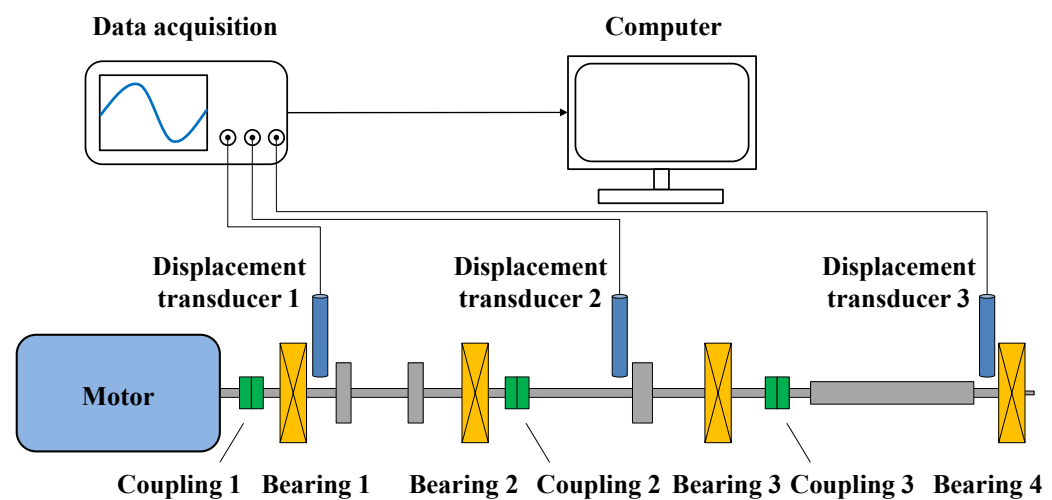 Data acquisition
Computer
Displacement
transducer 1
Displacement
transducer 2
Displacement
transducer 3
Motor
Coupling 1
Bearing 1
Bearing 2
Coupling 2
Bearing 3
Coupling 3
Bearing 4